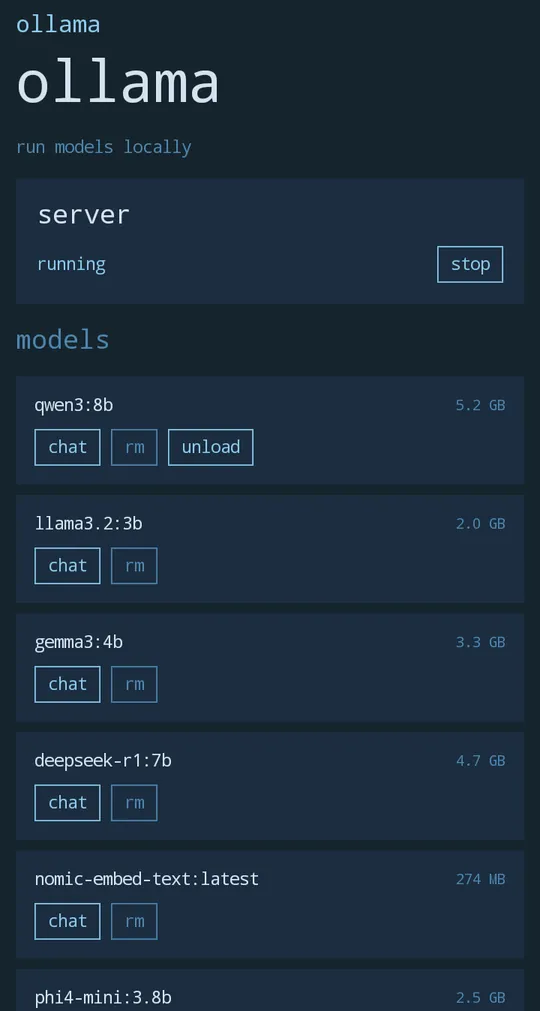 ollama
ollama
run models locally
server
running stop
models
qwen3:8b 5.2 GB
chat rm unload
llama3.2:3b 2.0 GB
chat rm
gemma3:4b 3.3 GB
chat rm
deepseek-r1:7b 4.7 GB
chat rm
nomic-embed-text:latest 274 MB
chat rm
phi4-mini:3.8b 2.5 GB